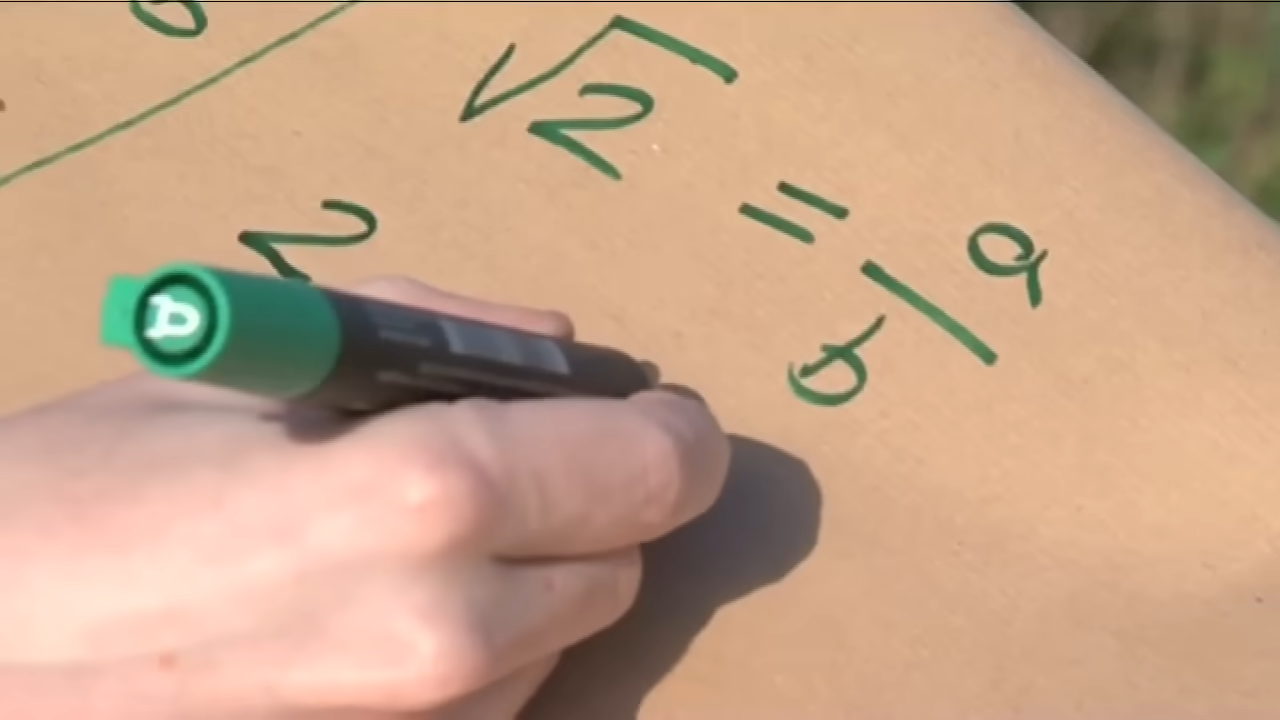 √2 = a/b
2